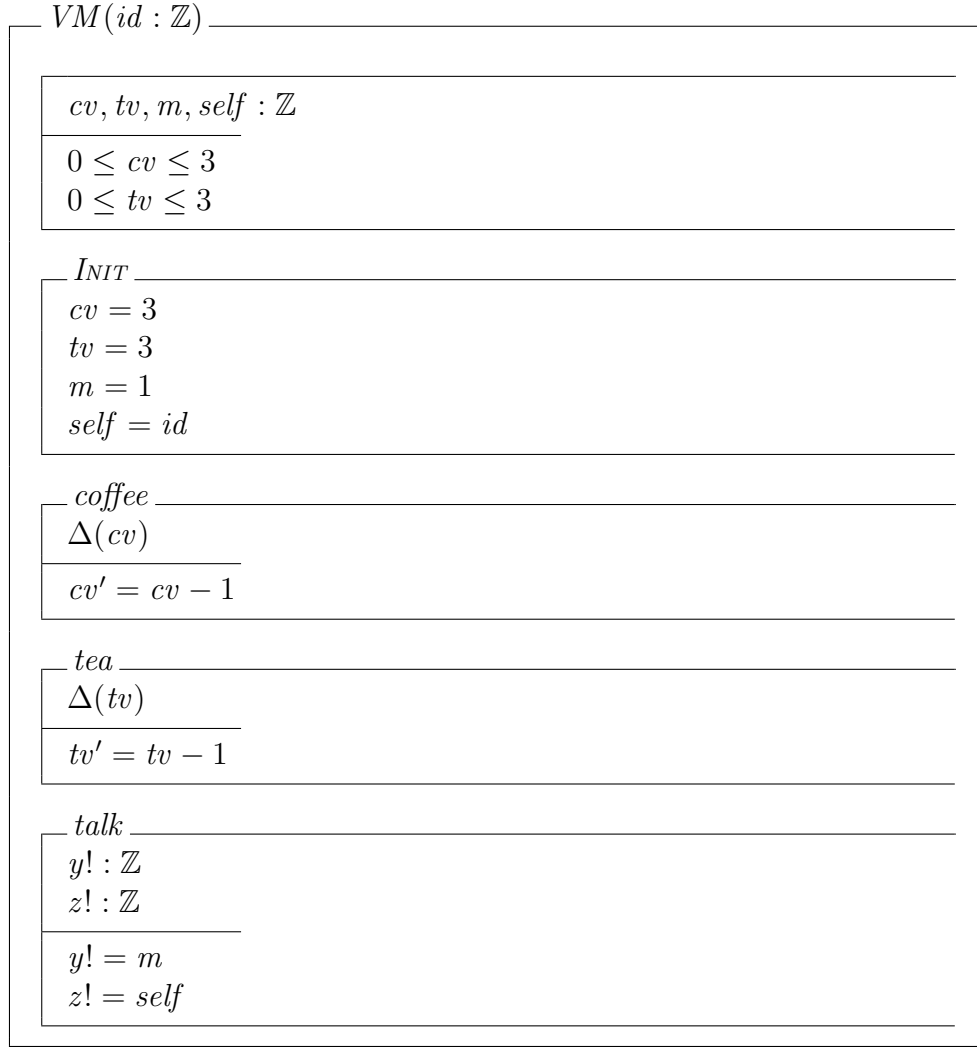 VM(id : ℤ)
cv, tv, m, self : ℤ
0 ≤ cv ≤ 3
0 ≤ tv ≤ 3
INIT
cv = 3
tv = 3
m = 1
self = id
coffee
Δ(cv)
cv′ = cv − 1
tea
Δ(tv)
tv′ = tv − 1
talk
y! : ℤ
z! : ℤ
y! = m
z! = self